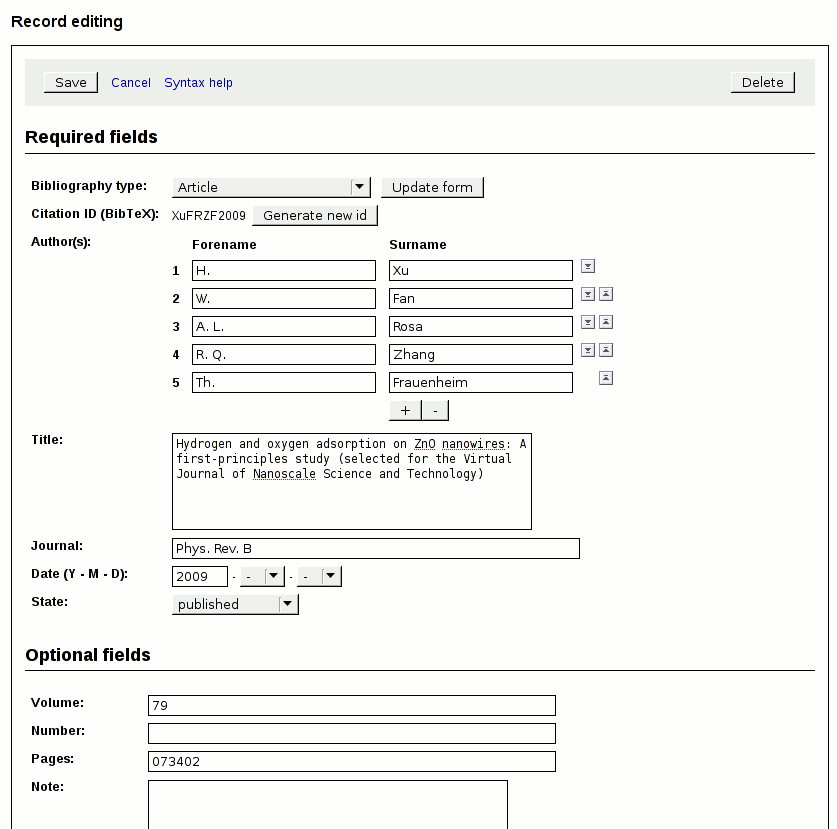 Record editing
Save Cancel Syntax help Delete
Required fields
Bibliography type: Article Update form
Citation ID (BibTeX): XuFRZF2009 Generate new id
Author(s): Forename Surname
1 H. Xu
2 W. Fan
3 A. L. Rosa
4 R. Q. Zhang
5 Th. Frauenheim
+ -
Title: Hydrogen and oxygen adsorption on ZnO nanowires: A
first-principles study (selected for the Virtual
Journal of Nanoscale Science and Technology)
Journal: Phys. Rev. B
Date (Y - M - D): 2009 - - - -
State: published
Optional fields
Volume: 79
Number:
Pages: 073402
Note: